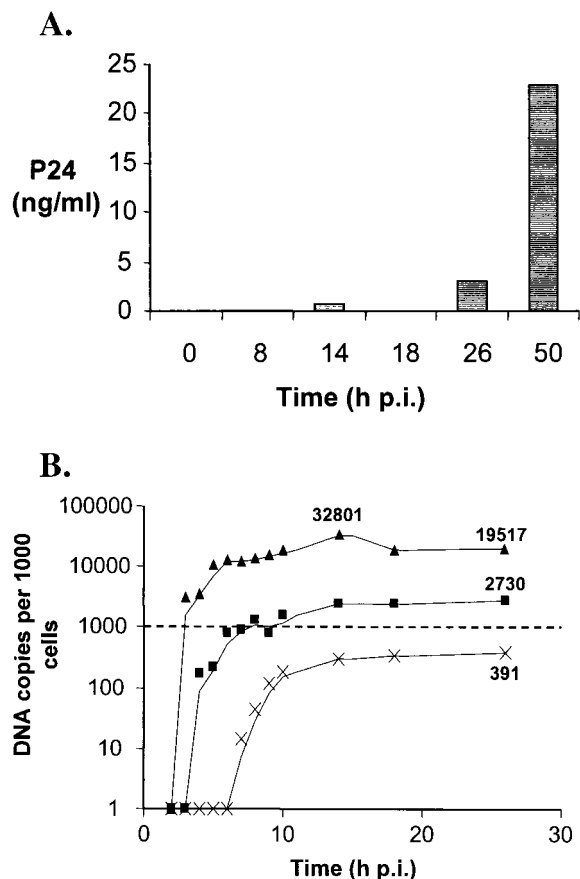 A.
25
20
15
10
5
0
P24
(ng/ml)
0 8 14 18 26 50
Time (h p.i.)
B.
DNA copies per 1000
cells
100000
10000
1000
100
10
1
32801
19517
2730
391
0 10 20 30
Time (h p.i.)